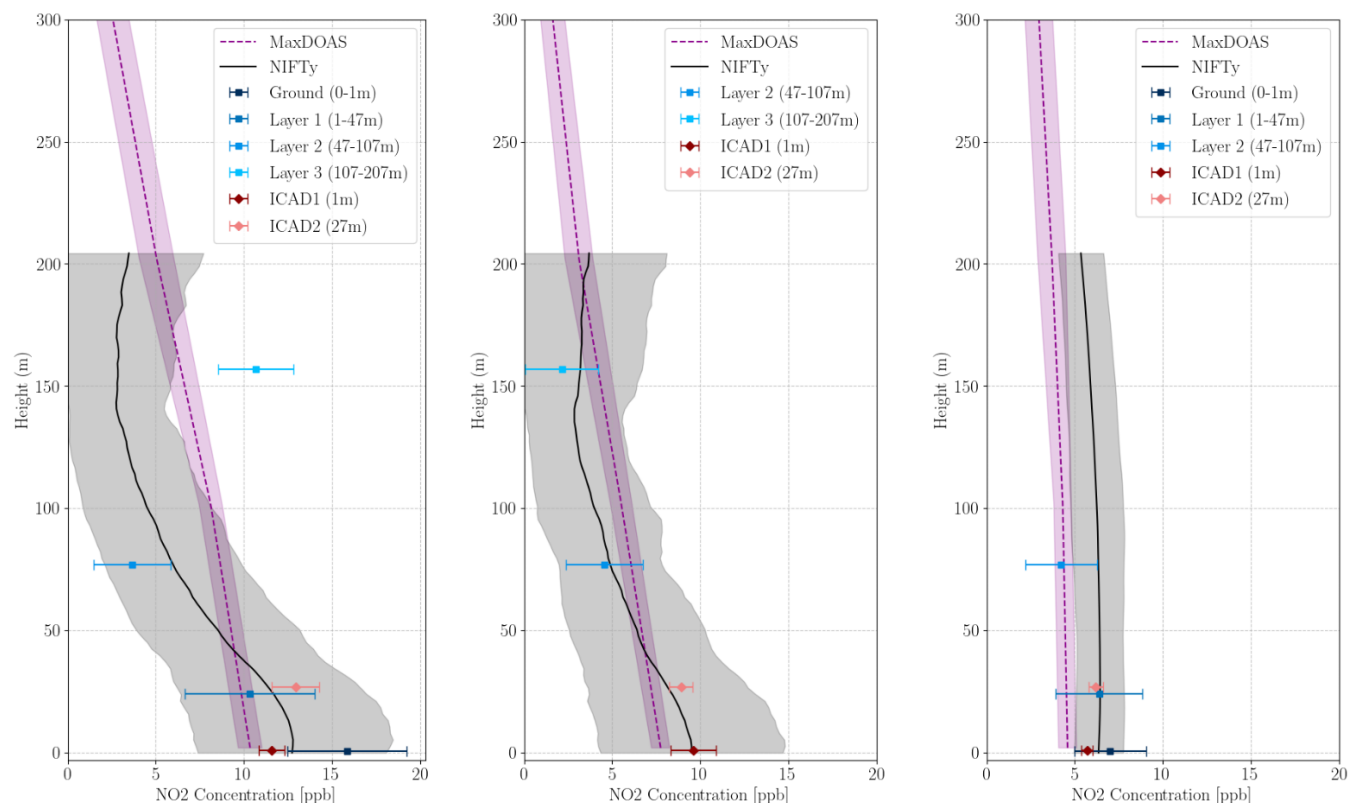 300
250
200
150
100
50
0
Height (m)
0
5
10
15
20
NO2 Concentration [ppb]
MaxDOAS
NIFTy
Ground (0-1m)
Layer 1 (1-47m)
Layer 2 (47-107m)
Layer 3 (107-207m)
ICAD1 (1m)
ICAD2 (27m)
300
250
200
150
100
50
0
Height (m)
0
5
10
15
20
NO2 Concentration [ppb]
MaxDOAS
NIFTy
Layer 2 (47-107m)
Layer 3 (107-207m)
ICAD1 (1m)
ICAD2 (27m)
300
250
200
150
100
50
0
Height (m)
0
5
10
15
20
NO2 Concentration [ppb]
MaxDOAS
NIFTy
Ground (0-1m)
Layer 1 (1-47m)
Layer 2 (47-107m)
ICAD1 (1m)
ICAD2 (27m)